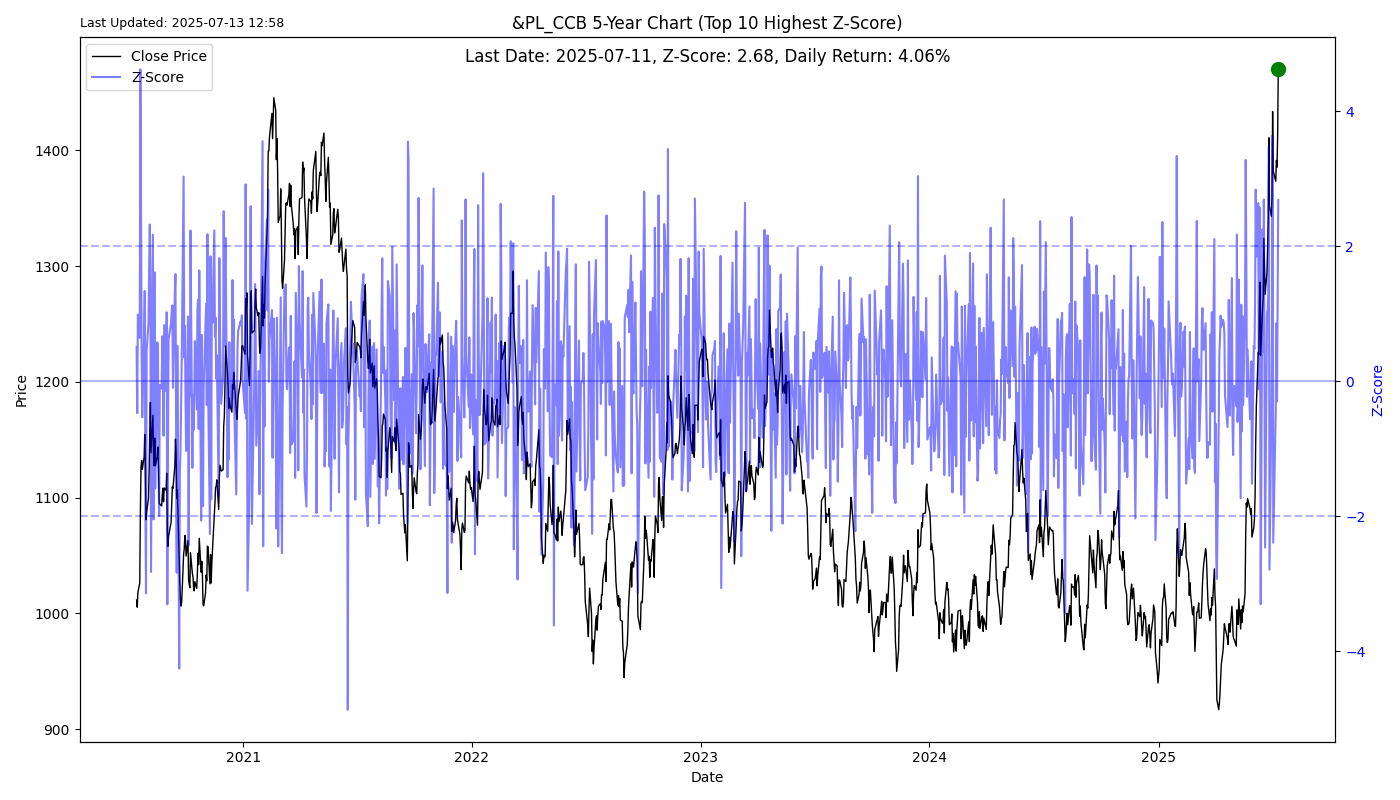 Last Updated: 2025-07-13 12:58
&PL_CCB 5-Year Chart (Top 10 Highest Z-Score)
Last Date: 2025-07-11, Z-Score: 2.68, Daily Return: 4.06%
Close Price
Z-Score
1400
1300
1200
1100
1000
900
Price
4
2
0
−2
−4
Z-Score
2021
2022
2023
2024
2025
Date